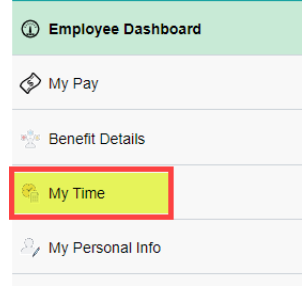 Employee Dashboard
My Pay
Benefit Details
My Time
My Personal Info